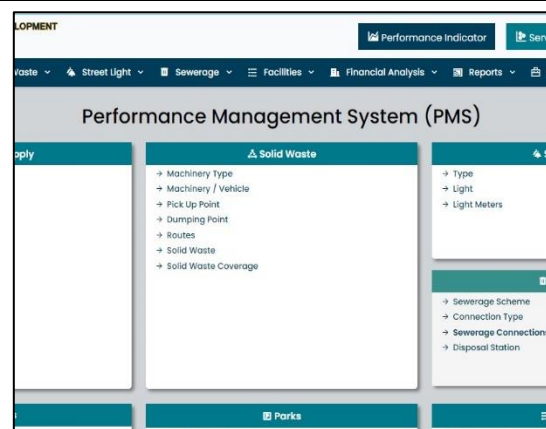 LOPMENT
Performance Indicator
Ser
Waste
Street Light
Sewerage
Facilities
Financial Analysis
Reports
Performance Management System (PMS)
pply
Solid Waste
→ Machinery Type
→ Machinery / Vehicle
→ Pick Up Point
→ Dumping Point
→ Routes
→ Solid Waste
→ Solid Waste Coverage
S
→ Type
→ Light
→ Light Meters
→ Sewerage Scheme
→ Connection Type
→ Sewerage Connections
→ Disposal Station
s
Parks